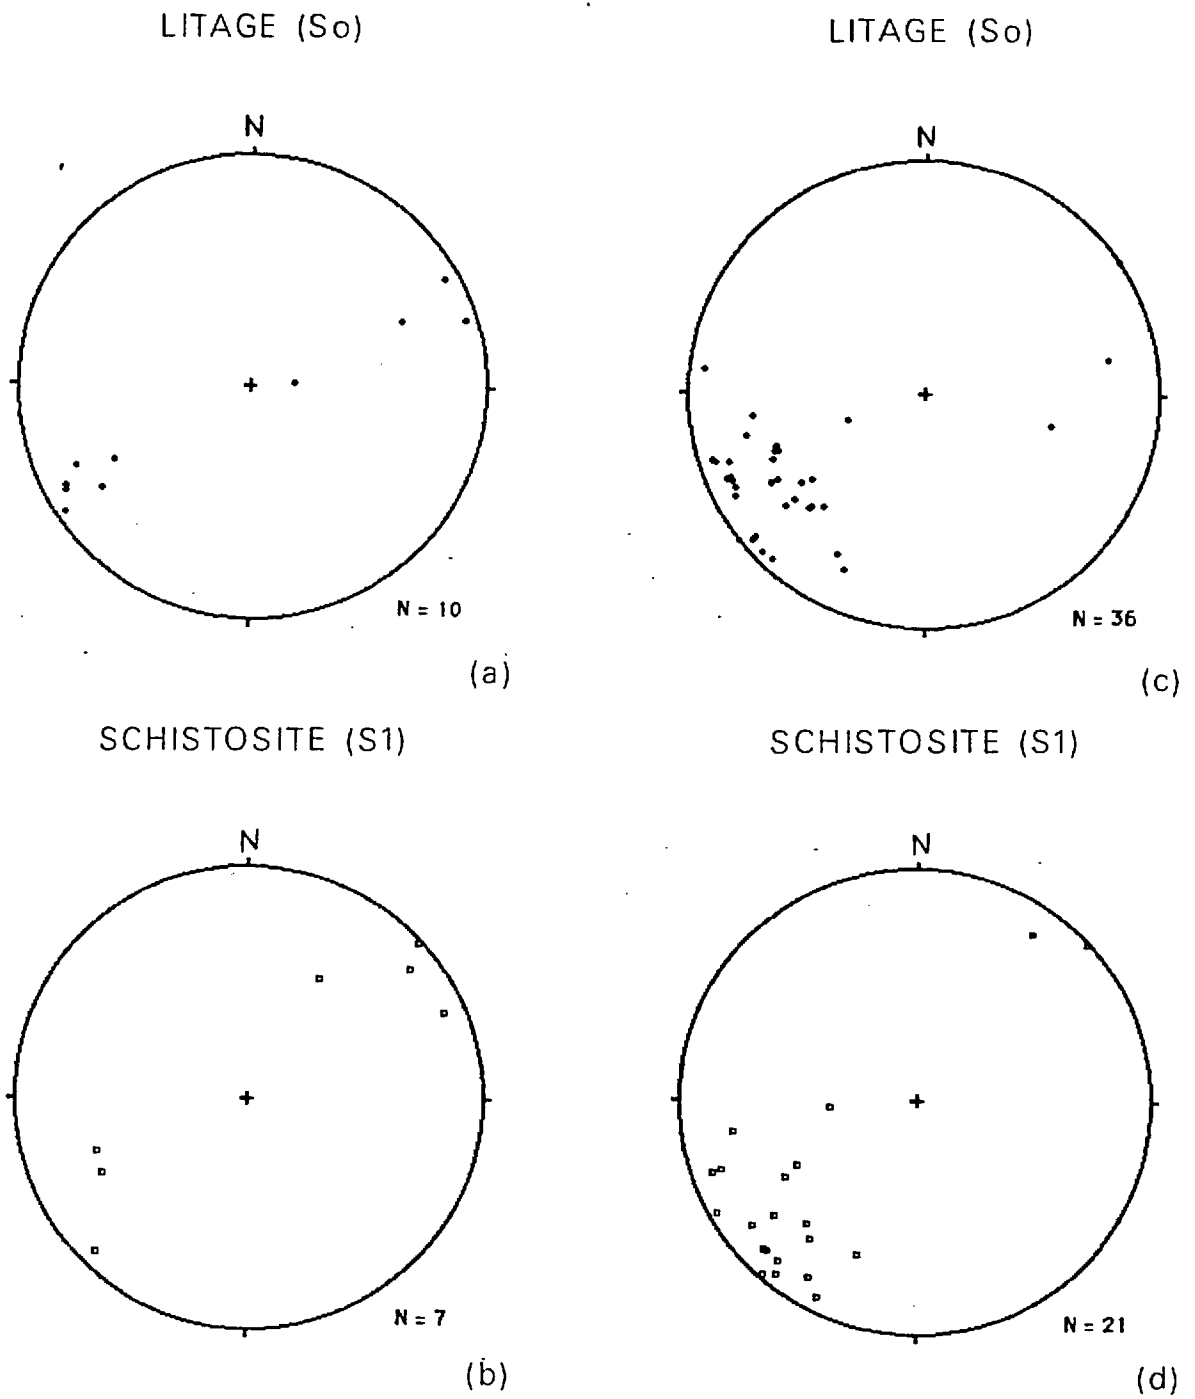 LITAGE (So)
N
N = 10
(a)
LITAGE (So)
N
N = 36
(c)
SCHISTOSITE (S1)
N
N = 7
(b)
SCHISTOSITE (S1)
N
N = 21
(d)